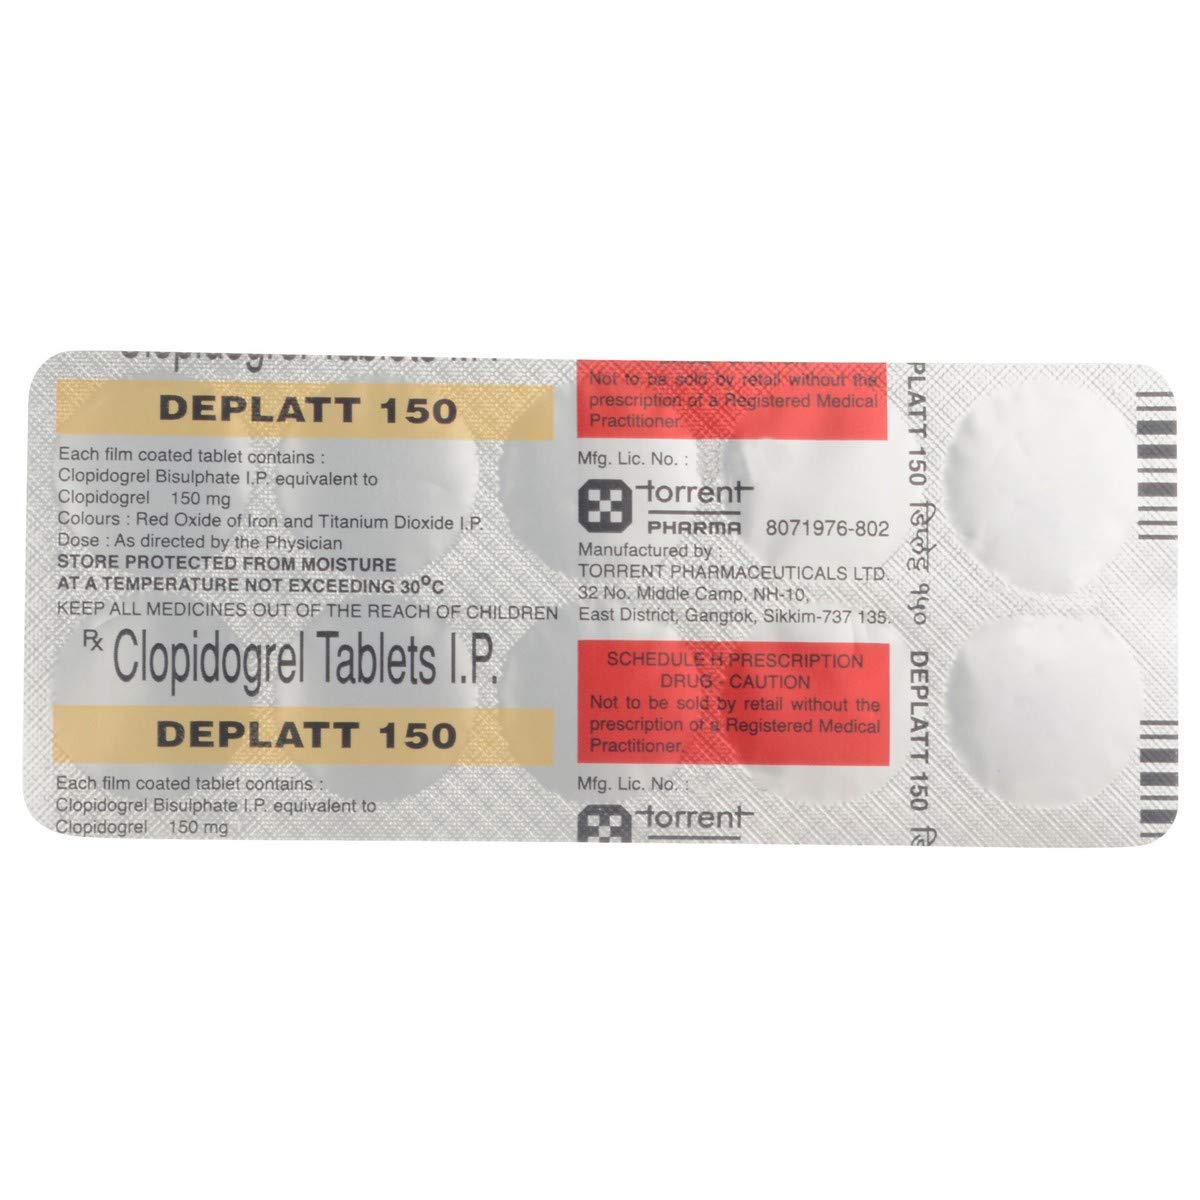 Clopidogrel Tablets I.P.
DEPLATT 150
Each film coated tablet contains :
Clopidogrel Bisulphate I.P. equivalent to
Clopidogrel 150 mg
Colours : Red Oxide of Iron and Titanium Dioxide I.P.
Dose : As directed by the Physician
STORE PROTECTED FROM MOISTURE
AT A TEMPERATURE NOT EXCEEDING 30°C
KEEP ALL MEDICINES OUT OF THE REACH OF CHILDREN
Rx Clopidogrel Tablets I.P.
DEPLATT 150
Each film coated tablet contains :
Clopidogrel Bisulphate I.P. equivalent to
Clopidogrel 150 mg
Not to be sold by retail without the
prescription of a Registered Medical
Practitioner.
Mfg. Lic. No. :
torrent
PHARMA 8071976-802
Manufactured by :
TORRENT PHARMACEUTICALS LTD.
32 No. Middle Camp, NH-10,
East District, Gangtok, Sikkim-737 135.
SCHEDULE H PRESCRIPTION
DRUG - CAUTION
Not to be sold by retail without the
prescription of a Registered Medical
Practitioner.
Mfg. Lic. No. :
torrent
PLATT 150 डिप्लेट १५० DEPLATT 150